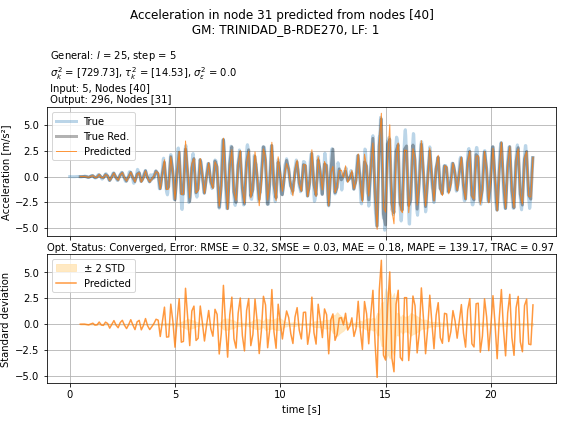 Acceleration in node 31 predicted from nodes [40]
GM: TRINIDAD_B-RDE270, LF: 1
General: l = 25, step = 5
σ²ₖ = [729.73], τ²ₖ = [14.53], σ²ε = 0.0
Input: 5, Nodes [40]
Output: 296, Nodes [31]
Acceleration [m/s²]
5.0
2.5
0.0
−2.5
−5.0
True
True Red.
Predicted
Opt. Status: Converged, Error: RMSE = 0.32, SMSE = 0.03, MAE = 0.18, MAPE = 139.17, TRAC = 0.97
Standard deviation
5.0
2.5
0.0
−2.5
−5.0
± 2 STD
Predicted
0 5 10 15 20
time [s]